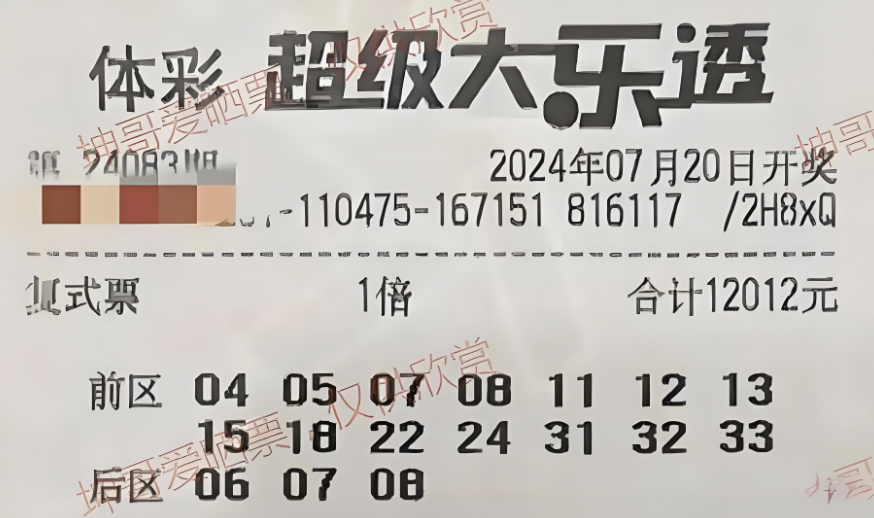 体彩 超级大乐透
第 24083期 2024年07月20日开奖
-110475-167151 816117 /2H8xQ
复式票 1倍 合计12012元
前区 04 05 07 08 11 12 13
15 18 22 24 31 32 33
后区 06 07 08
坤哥爱晒票,仅供欣赏
坤哥爱晒票,仅供欣赏
坤哥
坤哥